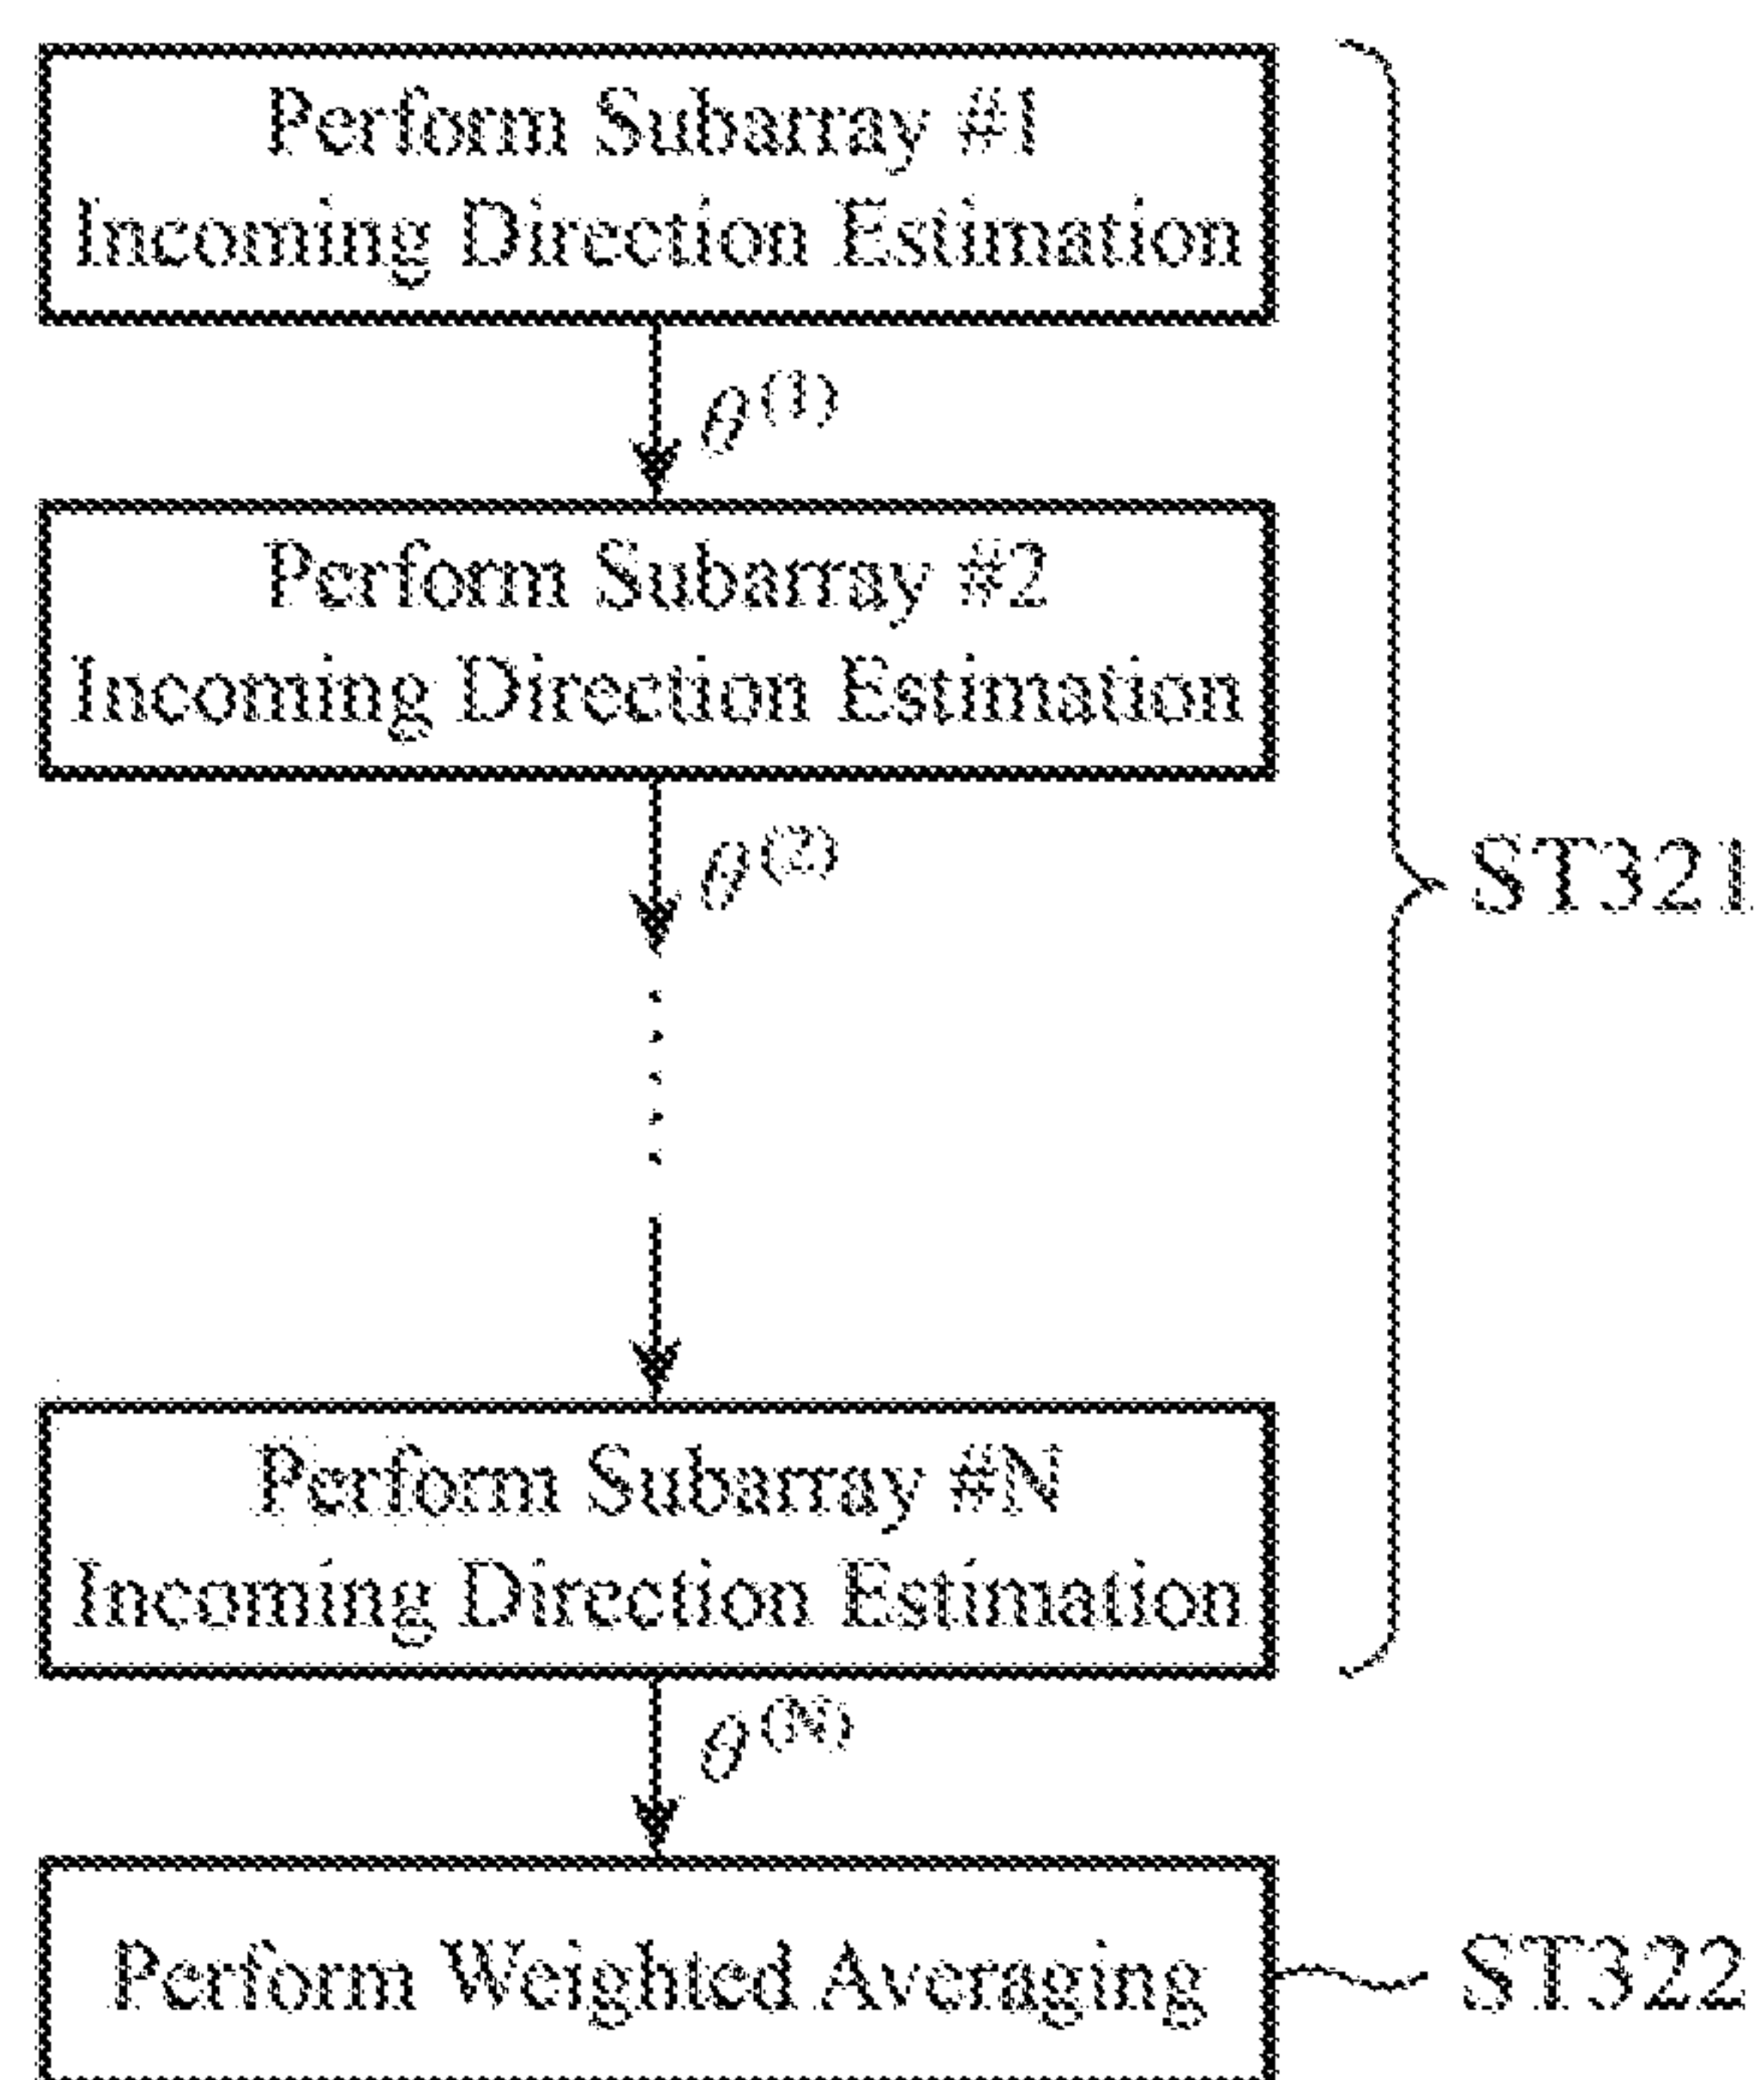 Perform Subarray #1
Incoming Direction Estimation
θ(1)
Perform Subarray #2
Incoming Direction Estimation
θ(2)
ST321
Perform Subarray #N
Incoming Direction Estimation
θ(N)
Perform Weighted Averaging
ST322